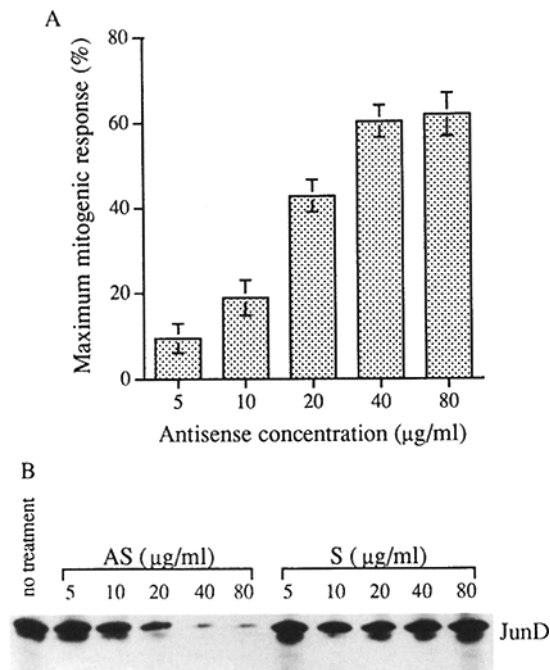 A
Maximum mitogenic response (%)
80
60
40
20
0
5 10 20 40 80
Antisense concentration (μg/ml)
B
no treatment
AS (μg/ml) S (μg/ml)
5 10 20 40 80 5 10 20 40 80
JunD